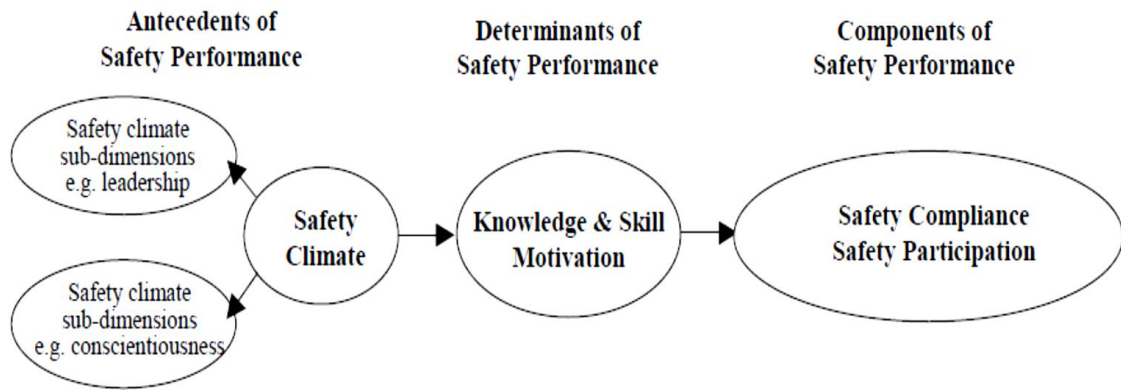 Antecedents of
Safety Performance
Determinants of
Safety Performance
Components of
Safety Performance
Safety climate
sub-dimensions
e.g. leadership
Safety
Climate
Knowledge & Skill
Motivation
Safety Compliance
Safety Participation
Safety climate
sub-dimensions
e.g. conscientiousness